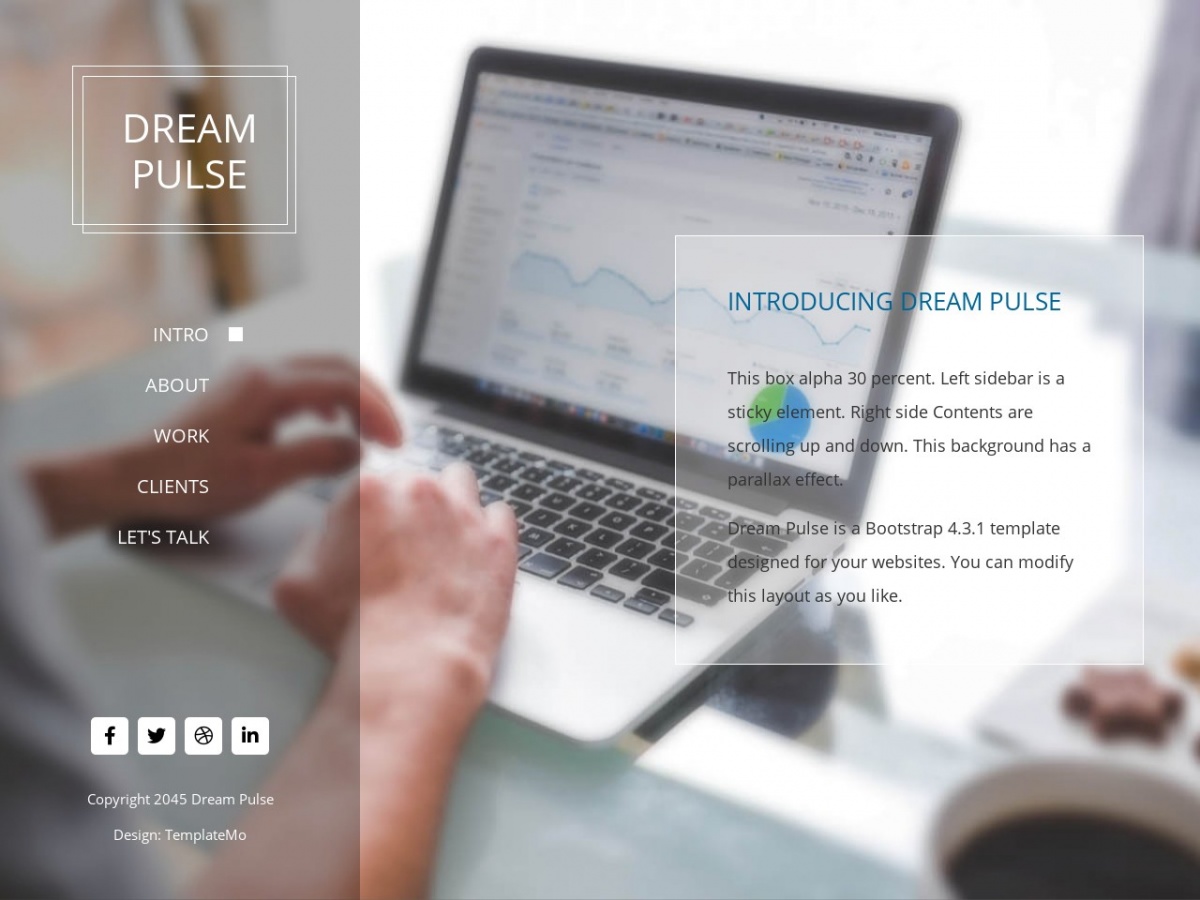 DREAM
PULSE
INTRO
ABOUT
WORK
CLIENTS
LET'S TALK
Copyright 2045 Dream Pulse
Design: TemplateMo
INTRODUCING DREAM PULSE
This box alpha 30 percent. Left sidebar is a
sticky element. Right side Contents are
scrolling up and down. This background has a
parallax effect.
Dream Pulse is a Bootstrap 4.3.1 template
designed for your websites. You can modify
this layout as you like.